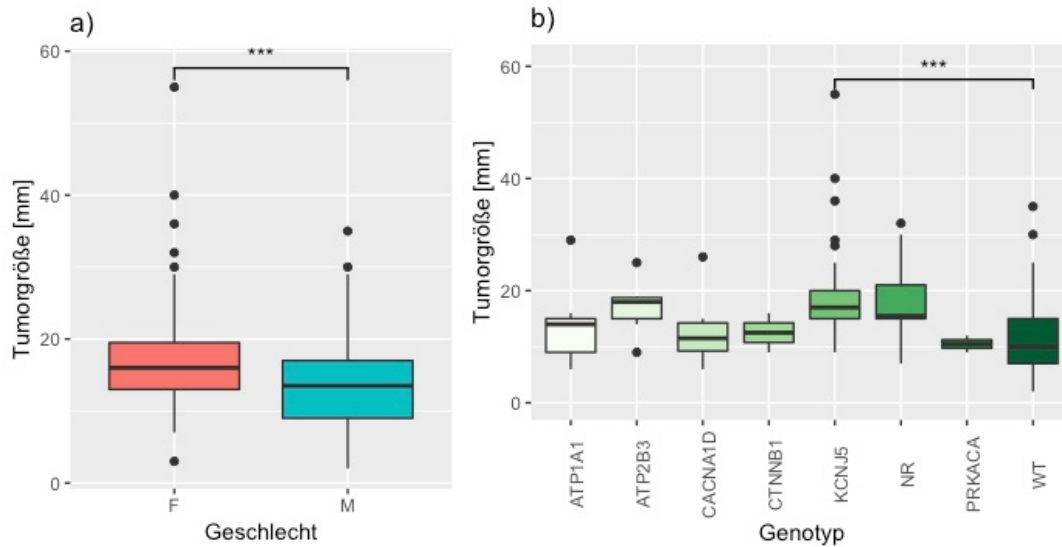 a)
***
60
40
20
0
Tumorgröße [mm]
F M
Geschlecht
b)
***
60
40
20
0
Tumorgröße [mm]
ATP1A1 ATP2B3 CACNA1D CTNNB1 KCNJ5 NR PRKACA WT
Genotyp